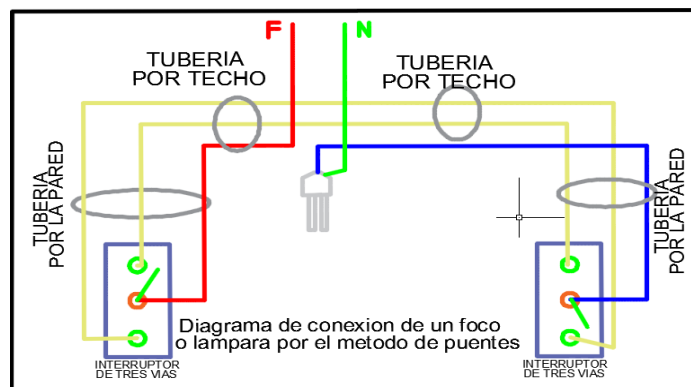 F N
TUBERIA
POR TECHO
TUBERIA
POR TECHO
TUBERIA
POR LA PARED
TUBERIA
POR LA PARED
Diagrama de conexion de un foco
o lampara por el metodo de puentes
INTERRUPTOR
DE TRES VIAS
INTERRUPTOR
DE TRES VIAS